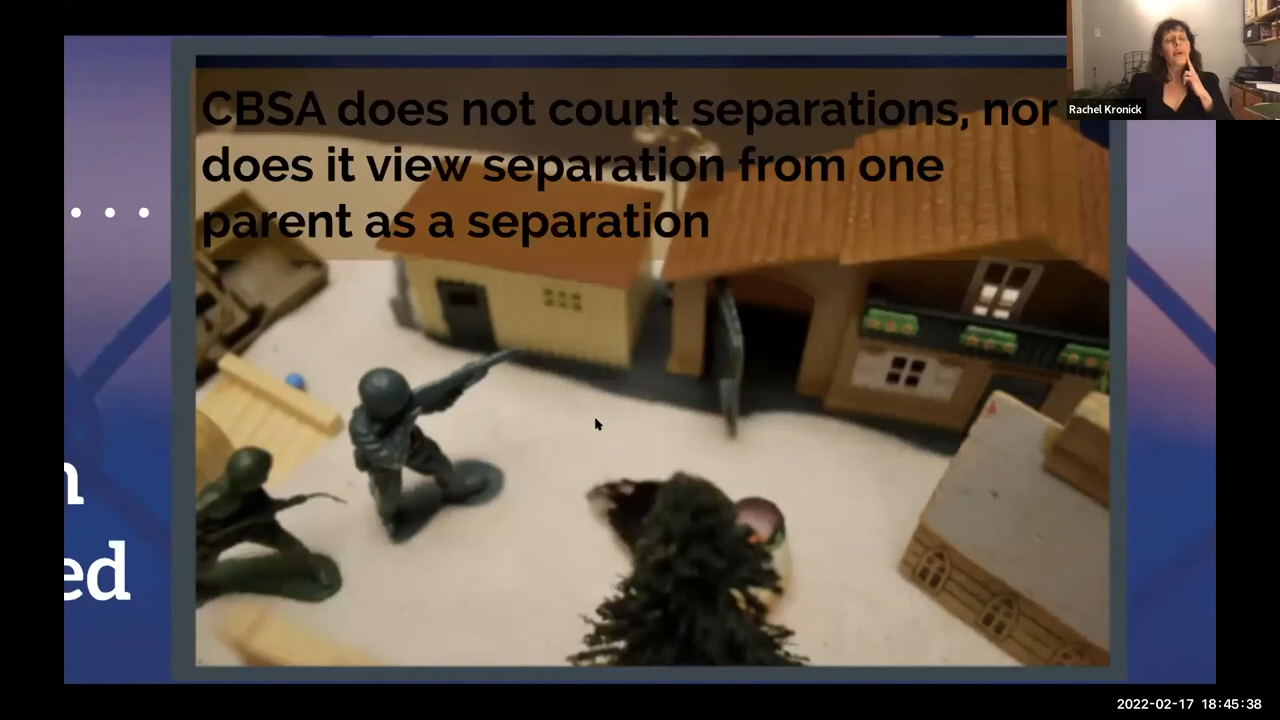 CBSA does not count separations, nor
does it view separation from one
parent as a separation
Rachel Kronick
n
ed
2022-02-17 18:45:38